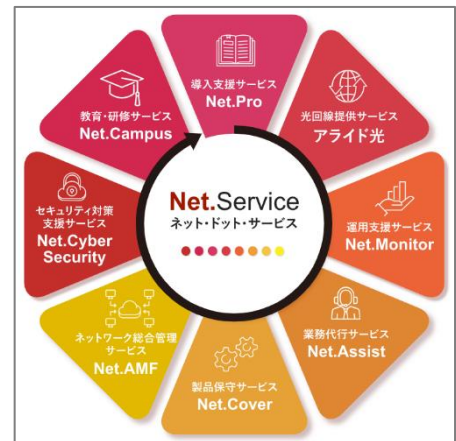 導入支援サービス
Net.Pro
光回線提供サービス
アライド光
運用支援サービス
Net.Monitor
業務代行サービス
Net.Assist
製品保守サービス
Net.Cover
ネットワーク総合管理
サービス
Net.AMF
セキュリティ対策
支援サービス
Net.Cyber
Security
教育・研修サービス
Net.Campus
Net.Service
ネット・ドット・サービス